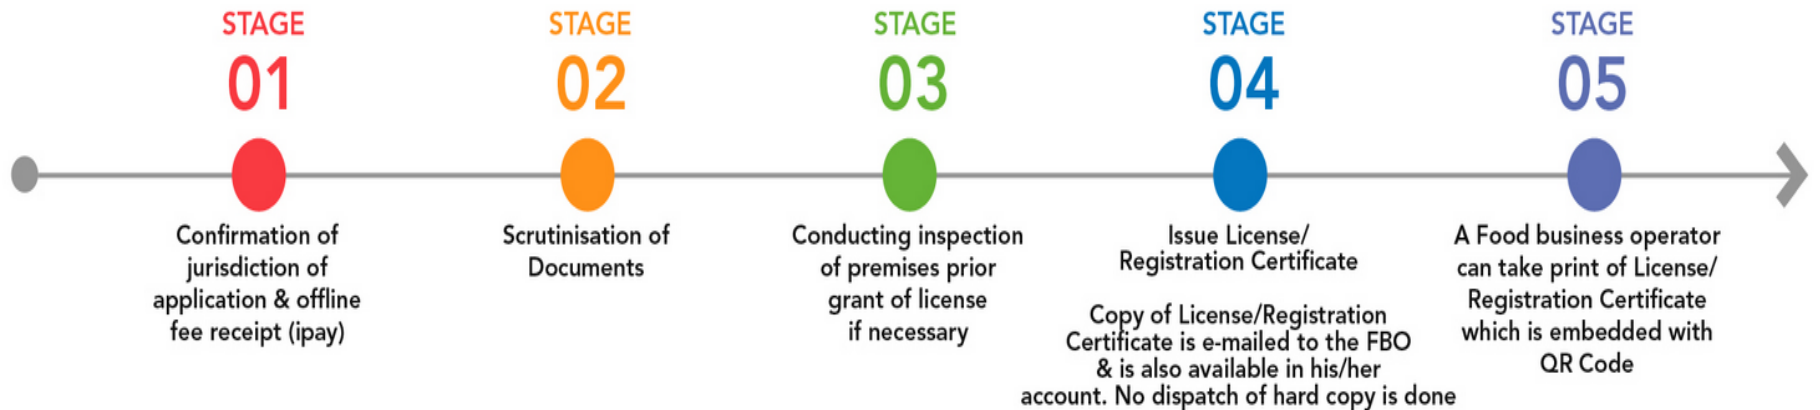 STAGE
01
Confirmation of
jurisdiction of
application & offline
fee receipt (ipay)
STAGE
02
Scrutinisation of
Documents
STAGE
03
Conducting inspection
of premises prior
grant of license
if necessary
STAGE
04
Issue License/
Registration Certificate
Copy of License/Registration
Certificate is e-mailed to the FBO
& is also available in his/her
account. No dispatch of hard copy is done
STAGE
05
A Food business operator
can take print of License/
Registration Certificate
which is embedded with
QR Code